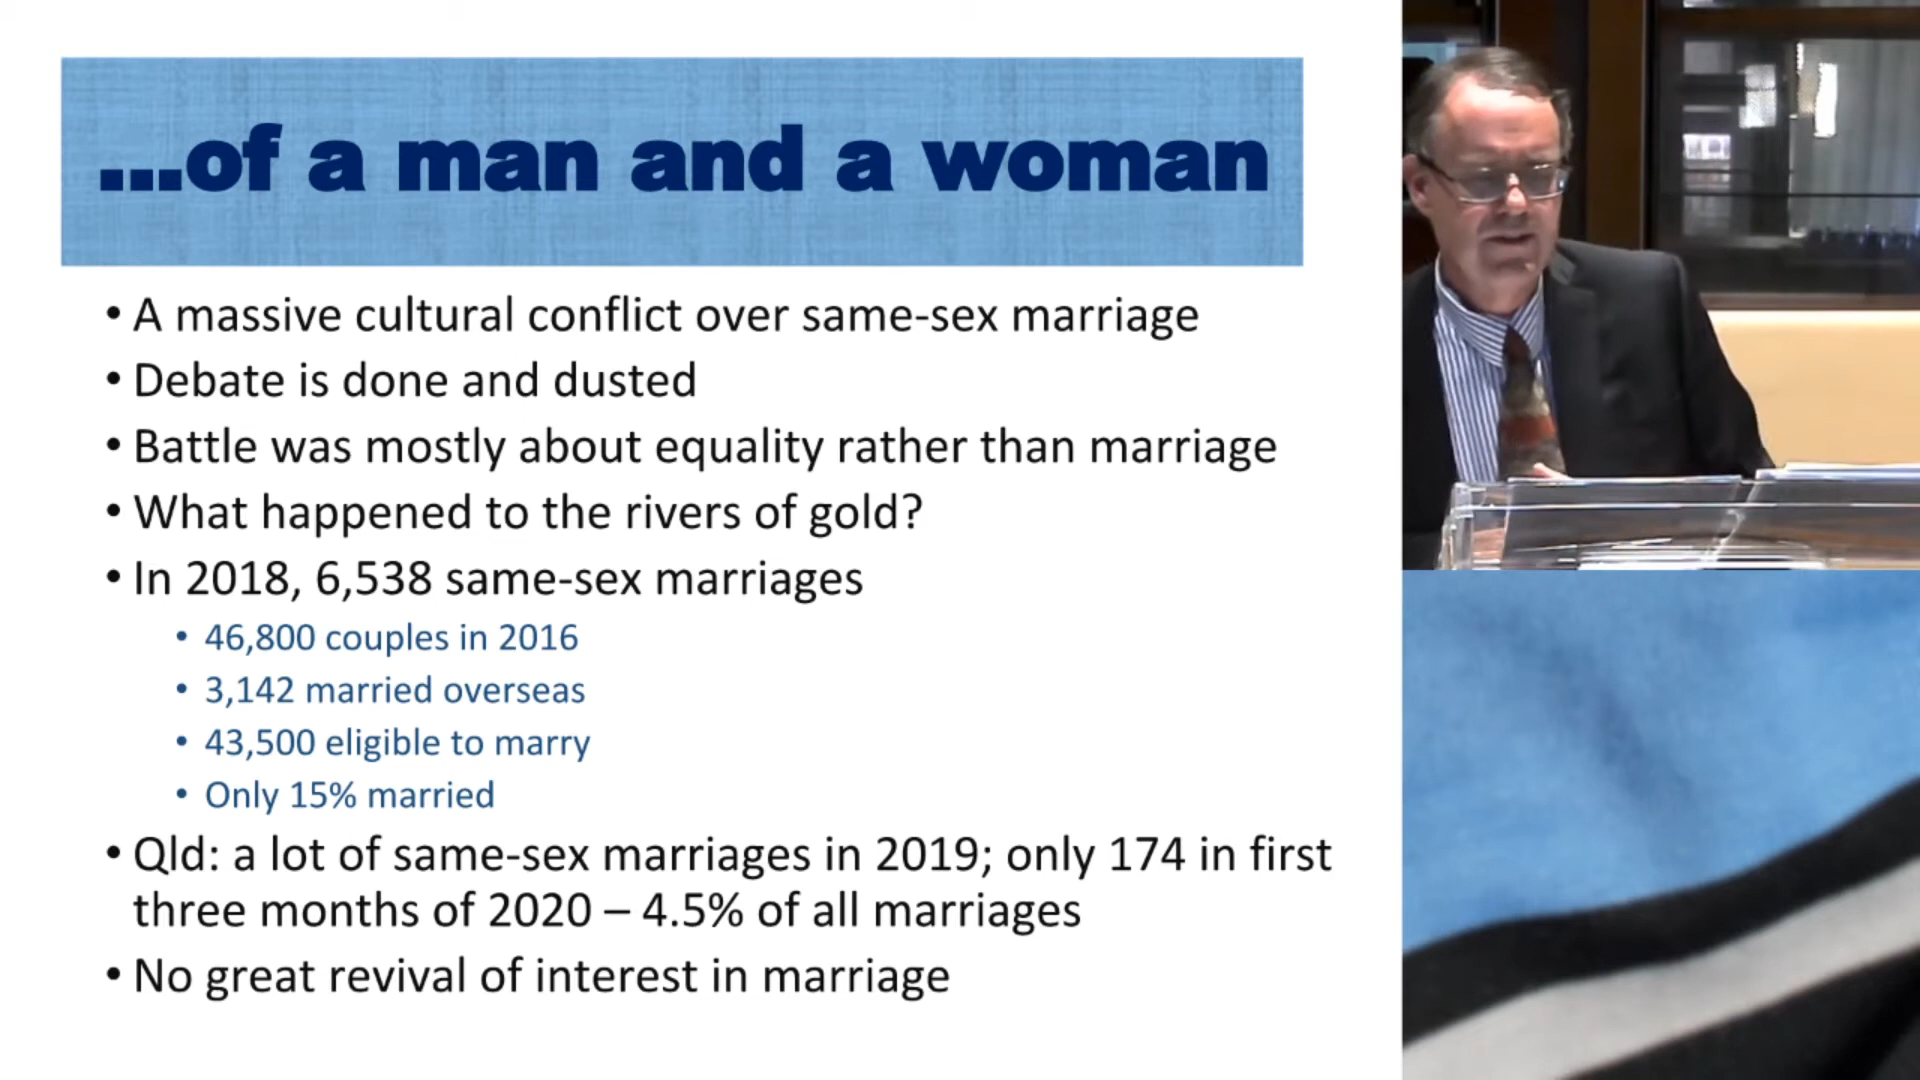 ...of a man and a woman
• A massive cultural conflict over same-sex marriage
• Debate is done and dusted
• Battle was mostly about equality rather than marriage
• What happened to the rivers of gold?
• In 2018, 6,538 same-sex marriages
• 46,800 couples in 2016
• 3,142 married overseas
• 43,500 eligible to marry
• Only 15% married
• Qld: a lot of same-sex marriages in 2019; only 174 in first
three months of 2020 – 4.5% of all marriages
• No great revival of interest in marriage